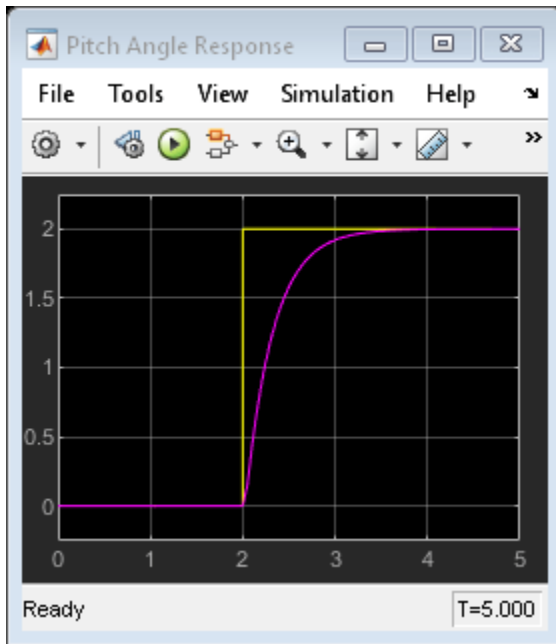 Pitch Angle Response
File Tools View Simulation Help
2
1.5
1
0.5
0
0 1 2 3 4 5
Ready T=5.000